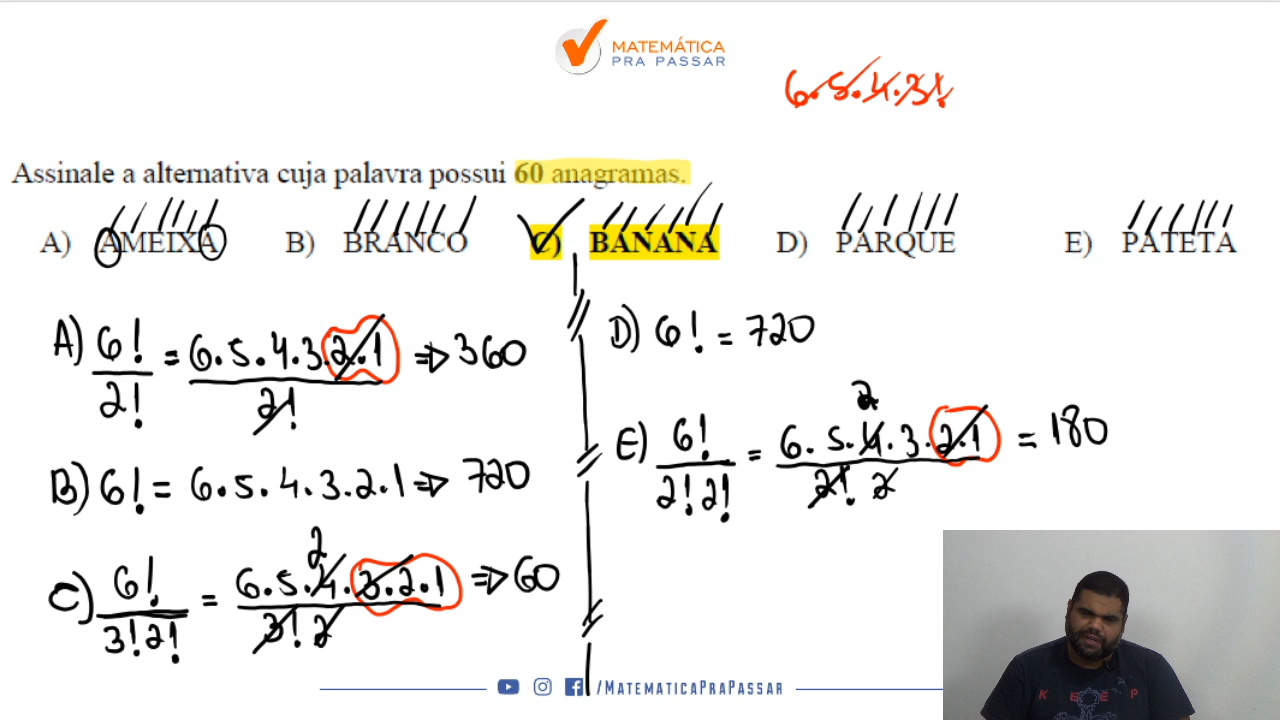 MATEMÁTICA
PRA PASSAR
6.5.4.3!
Assinale a alternativa cuja palavra possui 60 anagramas.
A) AMEIXA B) BRANCO C) BANANA D) PARQUE E) PATETA
A) 6!/2! = 6.5.4.3.2.1/2! ⇒ 360
B) 6! = 6.5.4.3.2.1 ⇒ 720
C) 6!/3!2! = 6.5.4.3.2.1/3!2 ⇒ 60
2
D) 6! = 720
E) 6!/2!2! = 6.5.4.3.2.1/2!2 = 180
2
/MATEMATICAPRAPASSAR
K E E P